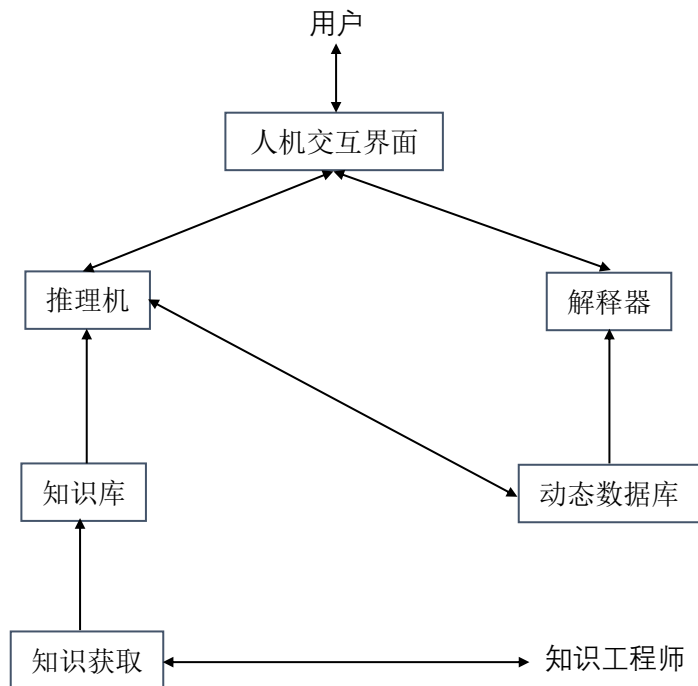 用户
人机交互界面
推理机
解释器
知识库
动态数据库
知识获取
知识工程师